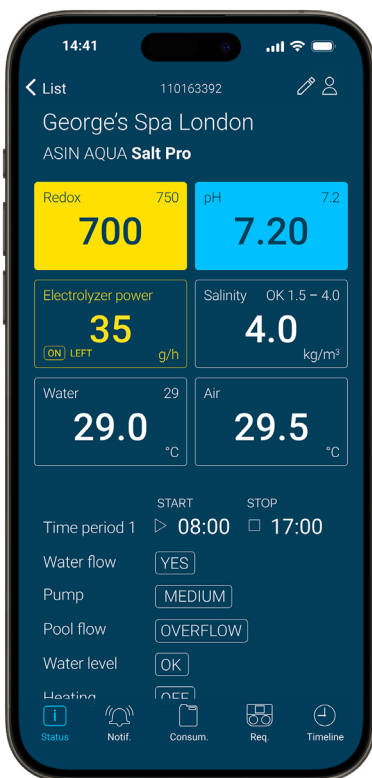 14:41
List
110163392
George's Spa London
ASIN AQUA Salt Pro
Redox 750
700
pH 7.2
7.20
Electrolyzer power
35
ON LEFT g/h
Salinity OK 1.5 – 4.0
4.0
kg/m³
Water 29
29.0
°C
Air
29.5
°C
START STOP
Time period 1 08:00 17:00
Water flow YES
Pump MEDIUM
Pool flow OVERFLOW
Water level OK
Heating OFF
Status Notif. Consum. Req. Timeline